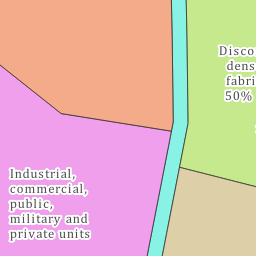 Disco
dens
fabri
50%
Industrial,
commercial,
public,
military and
private units